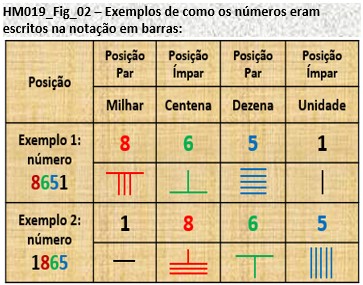 HM019_Fig_02 – Exemplos de como os números eram
escritos na notação em barras:
Posição
Posição Par
Posição Ímpar
Posição Par
Posição Ímpar
Milhar
Centena
Dezena
Unidade
Exemplo 1:
número
8651
8 6 5 1
Exemplo 2:
número
1865
1 8 6 5